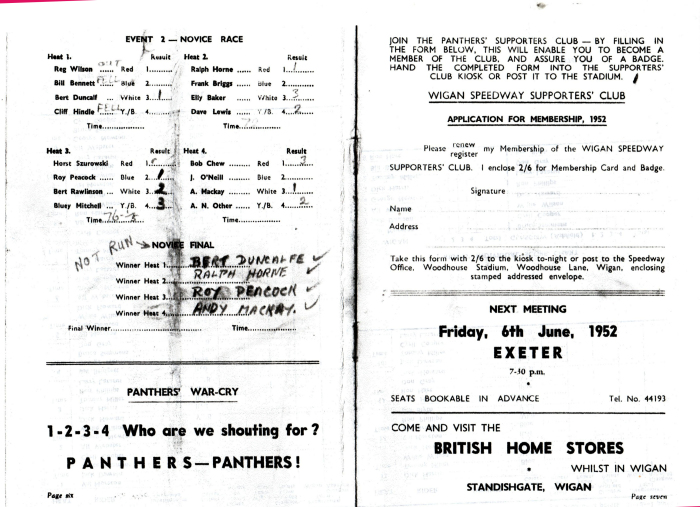 EVENT 2 — NOVICE RACE
Heat 1. Result
Reg Wilson ...... Red 1..........
Bill Bennett FELL Blue 2..........
Bert Duncalf ...... White 3...1......
Cliff Hindle FELL Y./B. 4..........
Time....................
Heat 2. Result
Ralph Horne ...... Red 1....1.....
Frank Briggs ...... Blue 2..........
Elly Baker ...... White 3....3.....
Dave Lewis ...... Y./B. 4....2.....
Time....................
Heat 3. Result
Horst Szurowski Red 1..........
Roy Peacock ...... Blue 2...1......
Bert Rawlinson ... White 3...2......
Bluey Mitchell ... Y./B. 4...3......
Time.. 76-
Heat 4. Result
Bob Chew ............ Red 1....3.....
J. O'Neill ............ Blue 2..........
A. Mackay ......... White 3....1.....
A. N. Other ...... Y./B. 4....2.....
Time....................
NOT RUN NOVICE FINAL
Winner Heat 1... BERT DUNCALFE ✓
Winner Heat 2... RALPH HORNE ✓
Winner Heat 3... ROY PEACOCK ✓
Winner Heat 4... ANDY MACKAY. ✓
Final Winner.............................. Time....................
PANTHERS' WAR-CRY
1-2-3-4 Who are we shouting for?
PANTHERS—PANTHERS!
Page six
JOIN THE PANTHERS' SUPPORTERS CLUB — BY FILLING IN
THE FORM BELOW, THIS WILL ENABLE YOU TO BECOME A
MEMBER OF THE CLUB, AND ASSURE YOU OF A BADGE.
HAND THE COMPLETED FORM INTO THE SUPPORTERS'
CLUB KIOSK OR POST IT TO THE STADIUM.
WIGAN SPEEDWAY SUPPORTERS' CLUB
APPLICATION FOR MEMBERSHIP, 1952
Please renew
register my Membership of the WIGAN SPEEDWAY
SUPPORTERS' CLUB. I enclose 2/6 for Membership Card and Badge.
Signature
Name
Address
Take this form with 2/6 to the kiosk to-night or post to the Speedway
Office, Woodhouse Stadium, Woodhouse Lane, Wigan, enclosing
stamped addressed envelope.
NEXT MEETING
Friday, 6th June, 1952
EXETER
7-30 p.m.
SEATS BOOKABLE IN ADVANCE Tel. No. 44193
COME AND VISIT THE
BRITISH HOME STORES
WHILST IN WIGAN
STANDISHGATE, WIGAN
Page seven